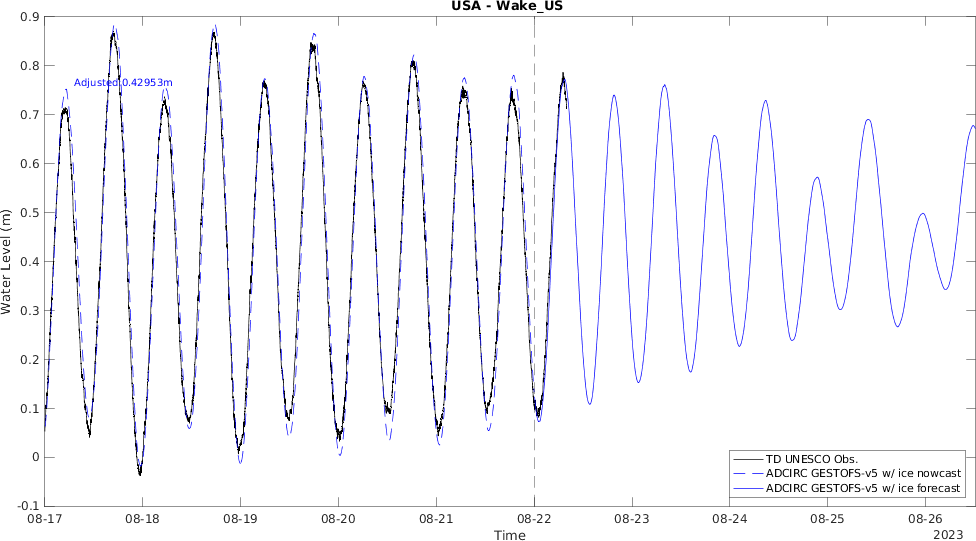 USA - Wake_US
0.9
0.8
0.7
0.6
0.5
0.4
0.3
0.2
0.1
0
-0.1
Water Level (m)
Adjusted 0.42953m
TD UNESCO Obs.
ADCIRC GESTOFS-v5 w/ ice nowcast
ADCIRC GESTOFS-v5 w/ ice forecast
08-17 08-18 08-19 08-20 08-21 08-22 08-23 08-24 08-25 08-26
Time
2023